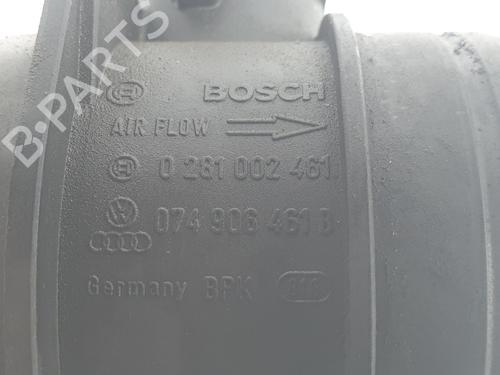 B-PARTS
BOSCH
AIR FLOW
0 281 002 461
074 906 461 B
Germany BPK